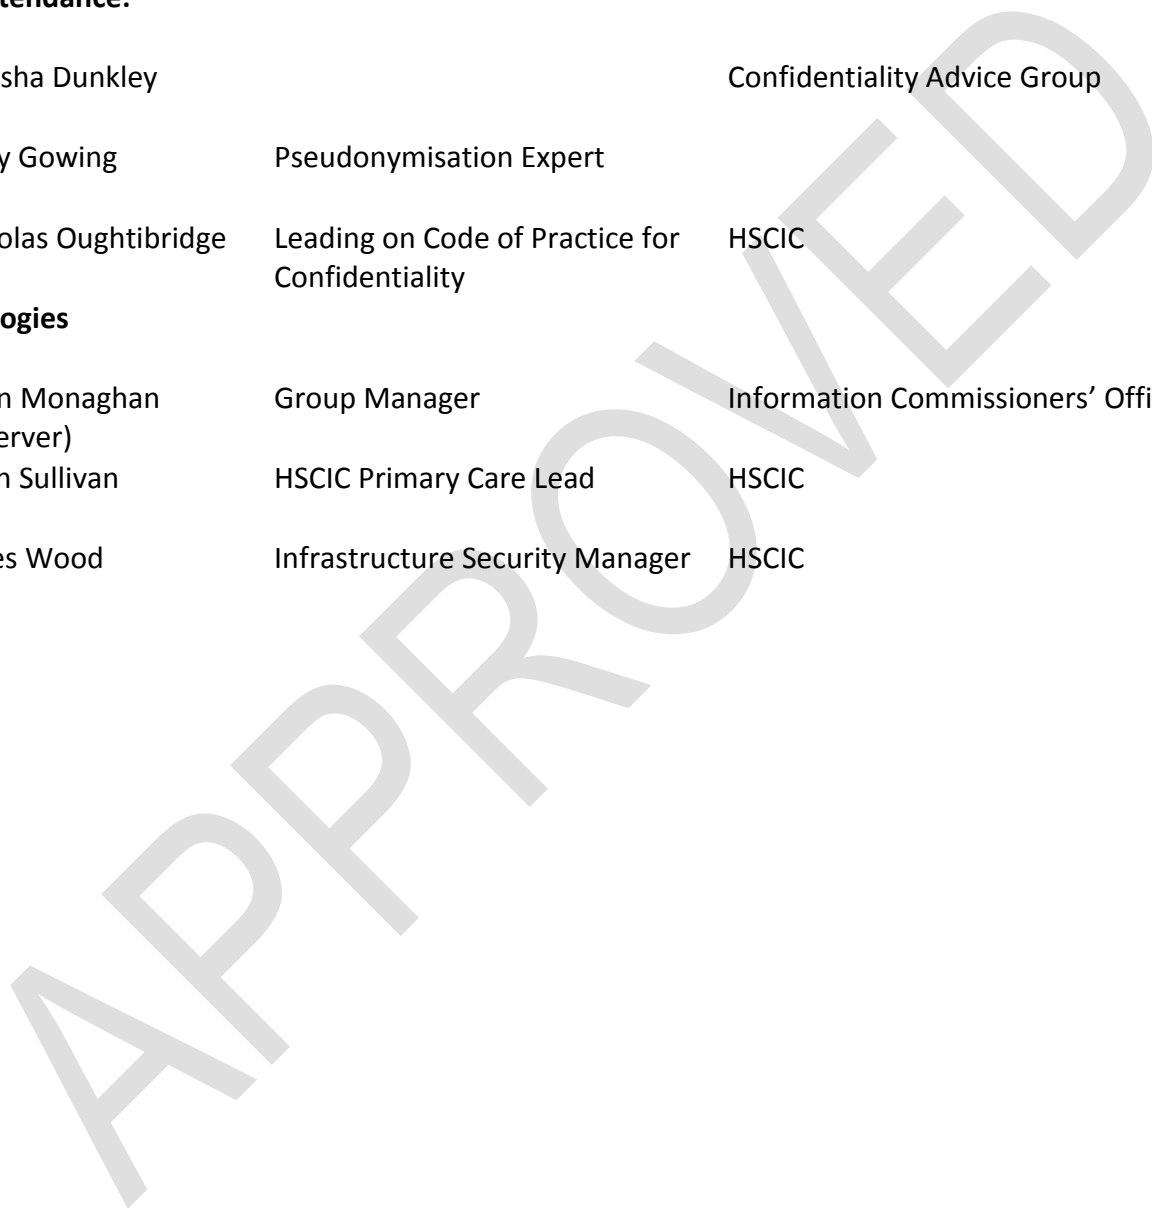 tendance:
sha Dunkley Confidentiality Advice Group
y Gowing Pseudonymisation Expert
olas Oughtibridge Leading on Code of Practice for HSCIC
Confidentiality
ogies
n Monaghan Group Manager Information Commissioners' Offi
erver)
n Sullivan HSCIC Primary Care Lead HSCIC
es Wood Infrastructure Security Manager HSCIC
APPROVED